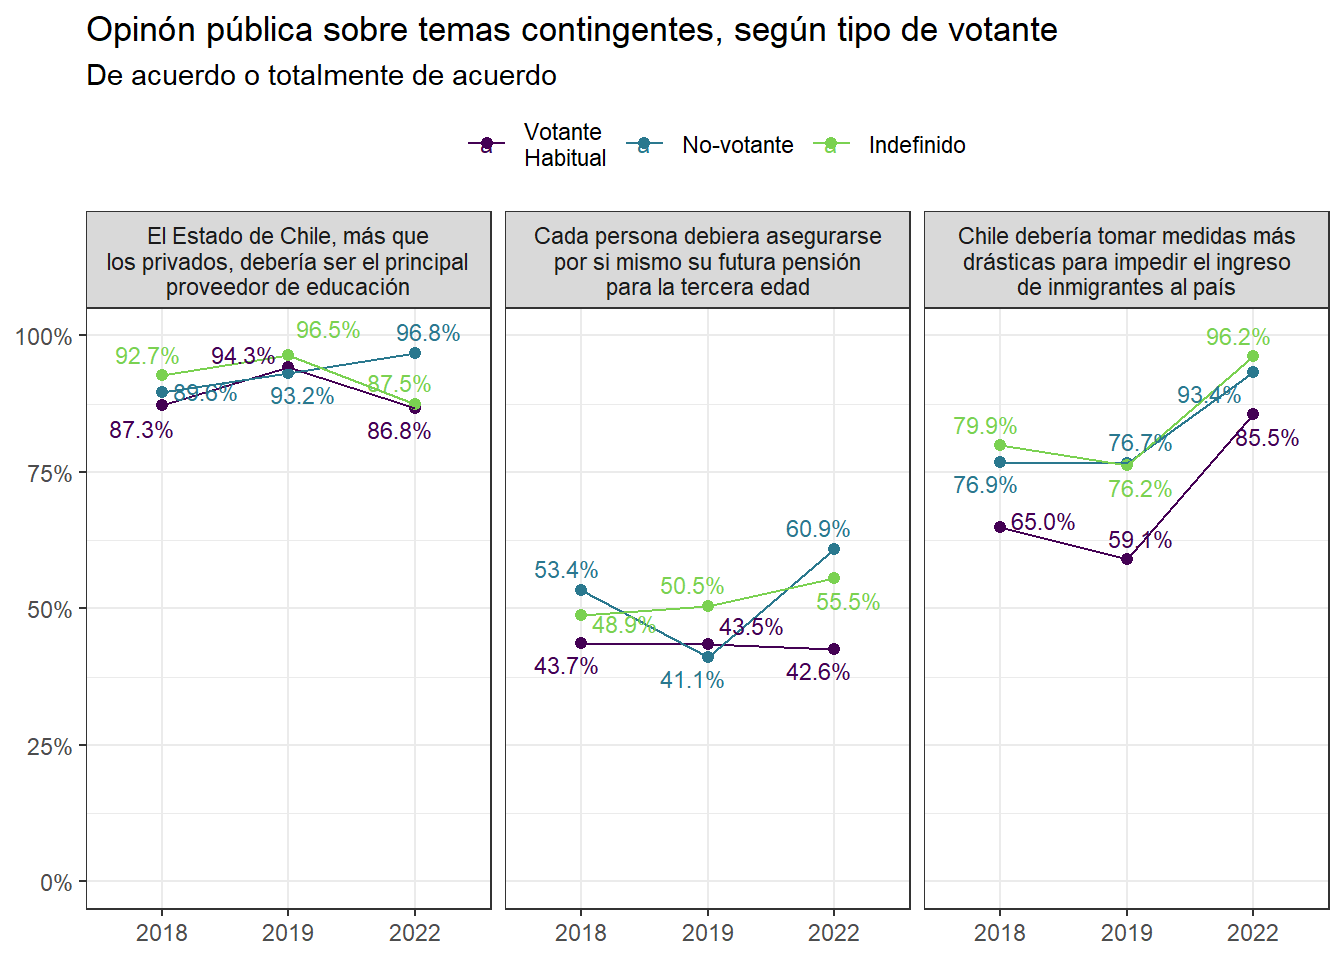 Opinón pública sobre temas contingentes, según tipo de votante
De acuerdo o totalmente de acuerdo
a Votante
Habitual
a No-votante
a Indefinido
El Estado de Chile, más que
los privados, debería ser el principal
proveedor de educación
Cada persona debiera asegurarse
por si mismo su futura pensión
para la tercera edad
Chile debería tomar medidas más
drásticas para impedir el ingreso
de inmigrantes al país
100%
75%
50%
25%
0%
92.7%
89.6%
87.3%
94.3%
96.5%
93.2%
96.8%
87.5%
86.8%
53.4%
48.9%
43.7%
50.5%
43.5%
41.1%
60.9%
55.5%
42.6%
79.9%
76.9%
65.0%
76.7%
76.2%
59.1%
96.2%
93.4%
85.5%
2018 2019 2022
2018 2019 2022
2018 2019 2022